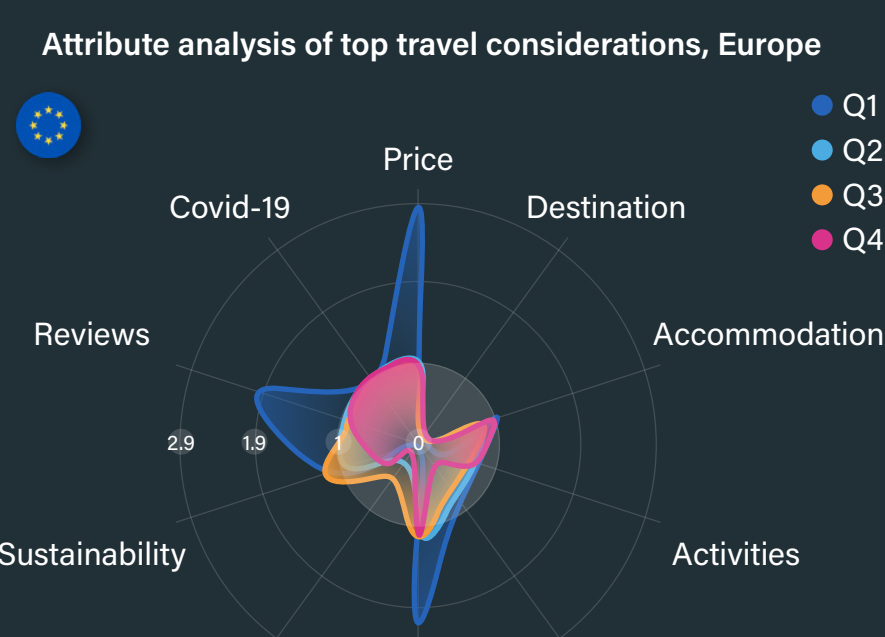 Attribute analysis of top travel considerations, Europe
Q1
Q2
Q3
Q4
Price
Covid-19
Destination
Reviews
Accommodation
2.9
1.9
1
0
Sustainability
Activities